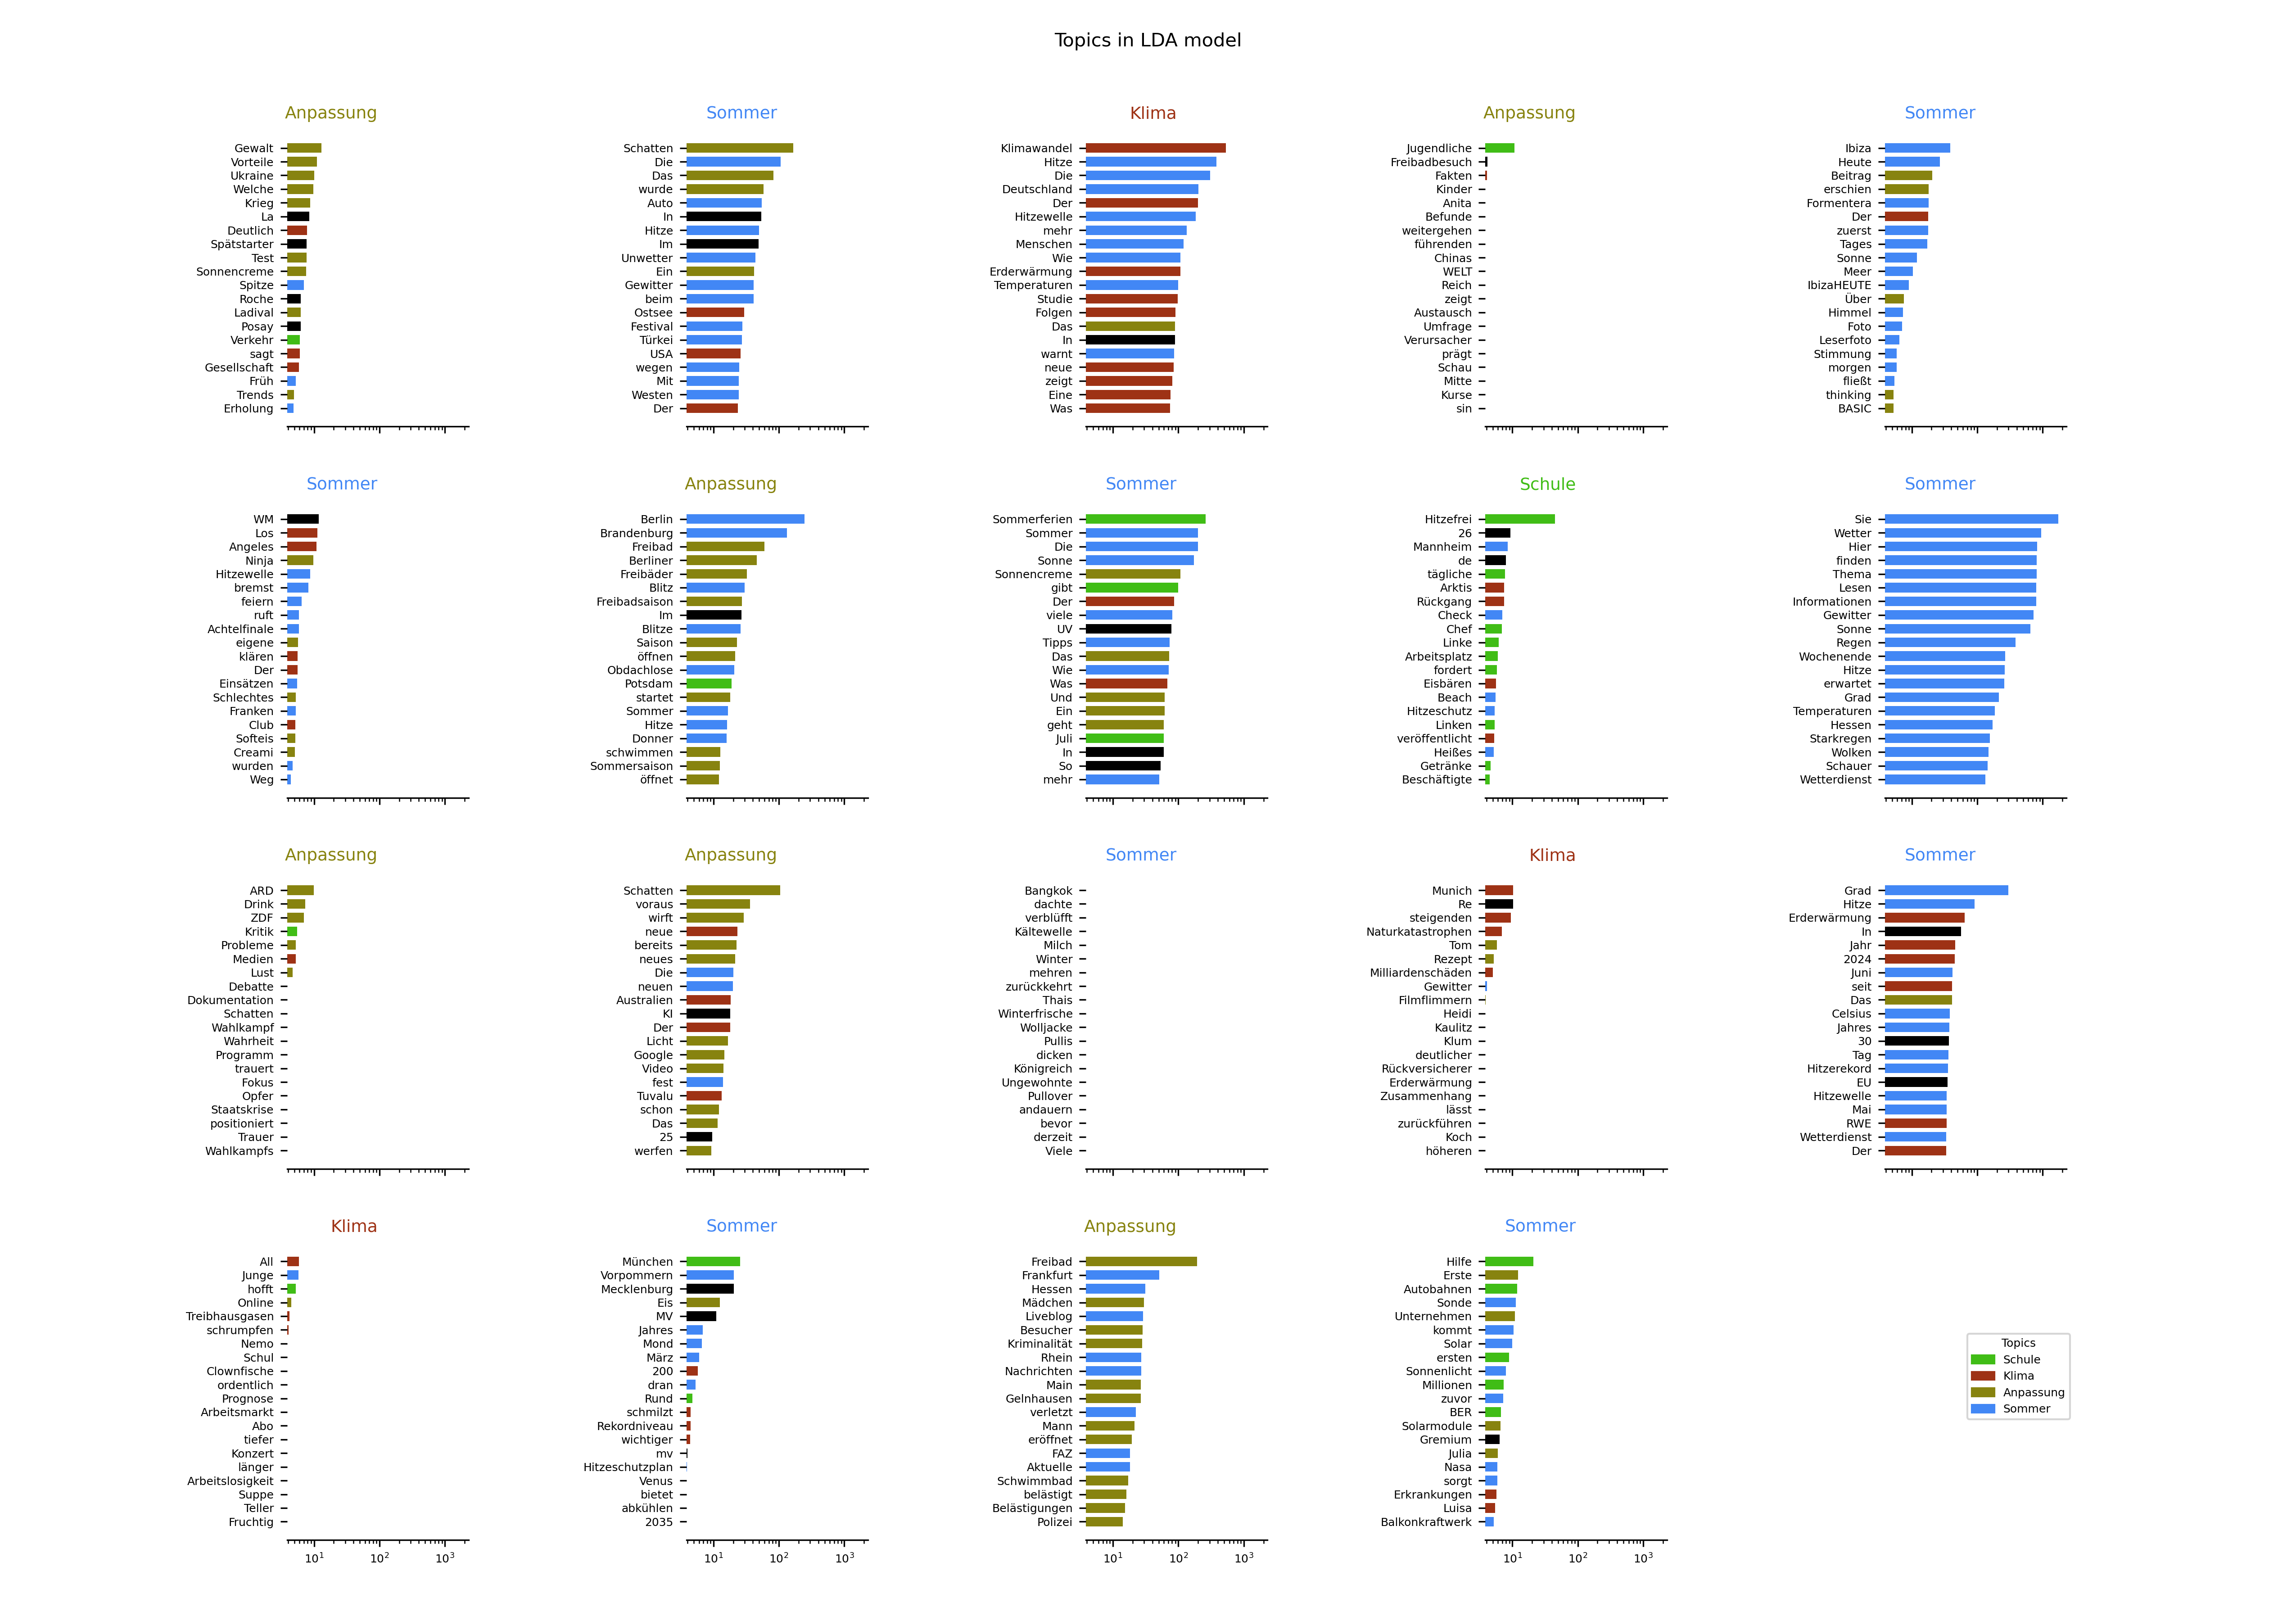 Topics in LDA model
Anpassung
Gewalt
Vorteile
Ukraine
Welche
Krieg
La
Deutlich
Spätstarter
Test
Sonnencreme
Spitze
Roche
Ladival
Posay
Verkehr
sagt
Gesellschaft
Früh
Trends
Erholung
Sommer
Schatten
Die
Das
wurde
Auto
In
Hitze
Im
Unwetter
Ein
Gewitter
beim
Ostsee
Festival
Türkei
USA
wegen
Mit
Westen
Der
Klima
Klimawandel
Hitze
Die
Deutschland
Der
Hitzewelle
mehr
Menschen
Wie
Erderwärmung
Temperaturen
Studie
Folgen
Das
In
warnt
neue
zeigt
Eine
Was
Anpassung
Jugendliche
Freibadbesuch
Fakten
Kinder
Anita
Befunde
weitergehen
führenden
Chinas
WELT
Reich
zeigt
Austausch
Umfrage
Verursacher
prägt
Schau
Mitte
Kurse
sin
Sommer
Ibiza
Heute
Beitrag
erschien
Formentera
Der
zuerst
Tages
Sonne
Meer
IbizaHEUTE
Über
Himmel
Foto
Leserfoto
Stimmung
morgen
fließt
thinking
BASIC
Sommer
WM
Los
Angeles
Ninja
Hitzewelle
bremst
feiern
ruft
Achtelfinale
eigene
klären
Der
Einsätzen
Schlechtes
Franken
Club
Softeis
Creami
wurden
Weg
Anpassung
Berlin
Brandenburg
Freibad
Berliner
Freibäder
Blitz
Freibadsaison
Im
Blitze
Saison
öffnen
Obdachlose
Potsdam
startet
Sommer
Hitze
Donner
schwimmen
Sommersaison
öffnet
Sommer
Sommerferien
Sommer
Die
Sonne
Sonnencreme
gibt
Der
viele
UV
Tipps
Das
Wie
Was
Und
Ein
geht
Juli
In
So
mehr
Schule
Hitzefrei
26
Mannheim
de
tägliche
Arktis
Rückgang
Check
Chef
Linke
Arbeitsplatz
fordert
Eisbären
Beach
Hitzeschutz
Linken
veröffentlicht
Heißes
Getränke
Beschäftigte
Sommer
Sie
Wetter
Hier
finden
Thema
Lesen
Informationen
Gewitter
Sonne
Regen
Wochenende
Hitze
erwartet
Grad
Temperaturen
Hessen
Starkregen
Wolken
Schauer
Wetterdienst
Anpassung
ARD
Drink
ZDF
Kritik
Probleme
Medien
Lust
Debatte
Dokumentation
Schatten
Wahlkampf
Wahrheit
Programm
trauert
Fokus
Opfer
Staatskrise
positioniert
Trauer
Wahlkampfs
Anpassung
Schatten
voraus
wirft
neue
bereits
neues
Die
neuen
Australien
KI
Der
Licht
Google
Video
fest
Tuvalu
schon
Das
25
werfen
Sommer
Bangkok
dachte
verblüfft
Kältewelle
Milch
Winter
mehren
zurückkehrt
Thais
Winterfrische
Wolljacke
Pullis
dicken
Königreich
Ungewohnte
Pullover
andauern
bevor
derzeit
Viele
Klima
Munich
Re
steigenden
Naturkatastrophen
Tom
Rezept
Milliardenschäden
Gewitter
Filmflimmern
Heidi
Kaulitz
Klum
deutlicher
Rückversicherer
Erderwärmung
Zusammenhang
lässt
zurückführen
Koch
höheren
Sommer
Grad
Hitze
Erderwärmung
In
Jahr
2024
Juni
seit
Das
Celsius
Jahres
30
Tag
Hitzerekord
EU
Hitzewelle
Mai
RWE
Wetterdienst
Der
Klima
All
Junge
hofft
Online
Treibhausgasen
schrumpfen
Nemo
Schul
Clownfische
ordentlich
Prognose
Arbeitsmarkt
Abo
tiefer
Konzert
länger
Arbeitslosigkeit
Suppe
Teller
Fruchtig
10¹ 10² 10³
Sommer
München
Vorpommern
Mecklenburg
Eis
MV
Jahres
Mond
März
200
dran
Rund
schmilzt
Rekordniveau
wichtiger
mv
Hitzeschutzplan
Venus
bietet
abkühlen
2035
10¹ 10² 10³
Anpassung
Freibad
Frankfurt
Hessen
Mädchen
Liveblog
Besucher
Kriminalität
Rhein
Nachrichten
Main
Gelnhausen
verletzt
Mann
eröffnet
FAZ
Aktuelle
Schwimmbad
belästigt
Belästigungen
Polizei
10¹ 10² 10³
Sommer
Hilfe
Erste
Autobahnen
Sonde
Unternehmen
kommt
Solar
ersten
Sonnenlicht
Millionen
zuvor
BER
Solarmodule
Gremium
Julia
Nasa
sorgt
Erkrankungen
Luisa
Balkonkraftwerk
10¹ 10² 10³
Topics
Schule
Klima
Anpassung
Sommer